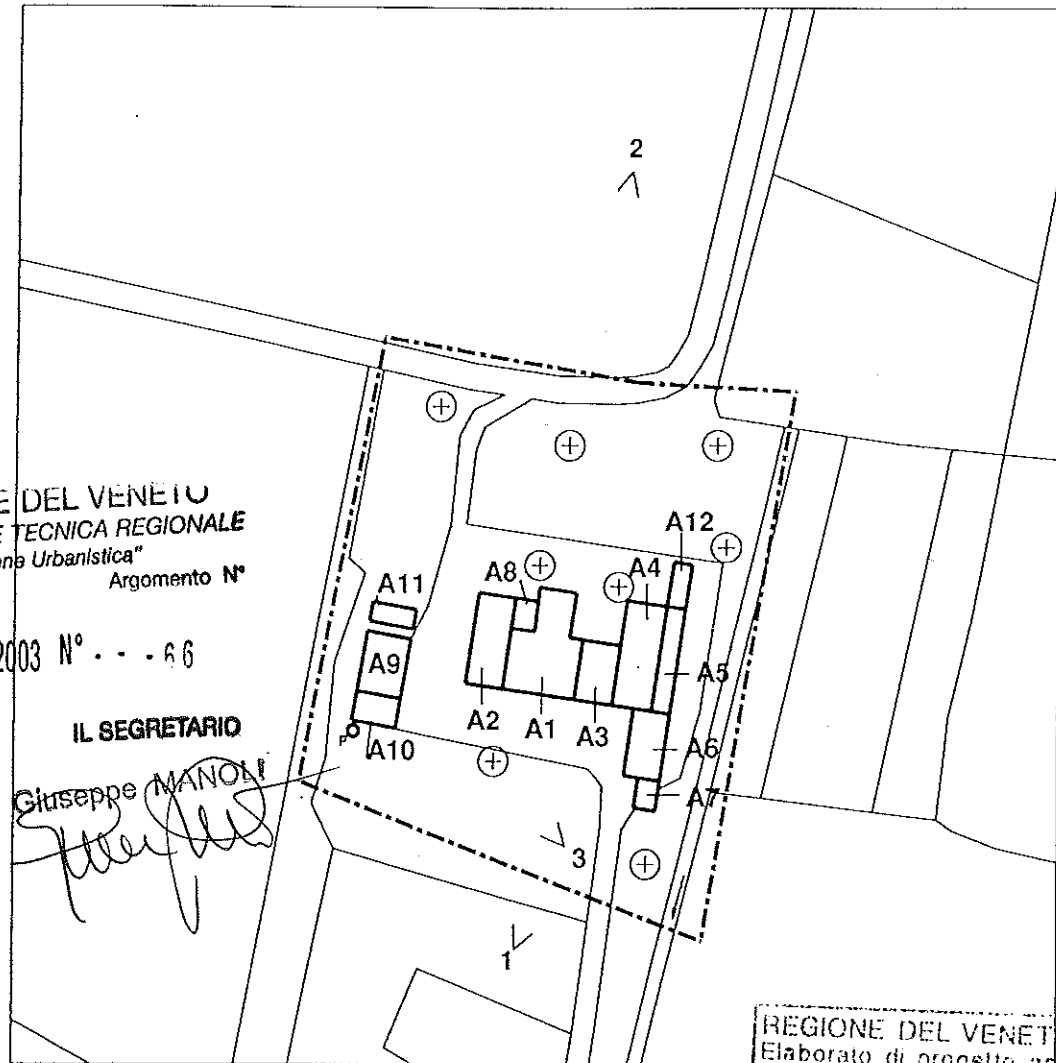 2
E DEL VENETO
E TECNICA REGIONALE
ne Urbanistica"
Argomento N°
2003 N° - - - 66
IL SEGRETARIO
Giuseppe MANOLI
A12
A8
A4
A11
A9
A5
A2
A1
A3
A6
A10
P
A7
3
1
REGIONE DEL VENET
Elaborato di progetto